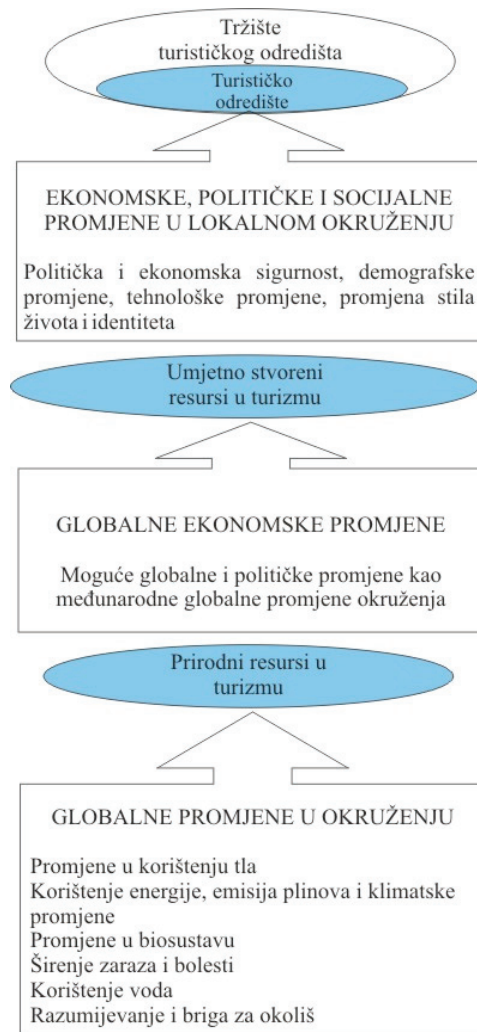 Tržište
turističkog odredišta
Turističko
odredište
EKONOMSKE, POLITIČKE I SOCIJALNE
PROMJENE U LOKALNOM OKRUŽENJU
Politička i ekonomska sigurnost, demografske
promjene, tehnološke promjene, promjena stila
života i identiteta
Umjetno stvoreni
resursi u turizmu
GLOBALNE EKONOMSKE PROMJENE
Moguće globalne i političke promjene kao
međunarodne globalne promjene okruženja
Prirodni resursi u
turizmu
GLOBALNE PROMJENE U OKRUŽENJU
Promjene u korištenju tla
Korištenje energije, emisija plinova i klimatske
promjene
Promjene u biosustavu
Širenje zaraza i bolesti
Korištenje voda
Razumijevanje i briga za okoliš